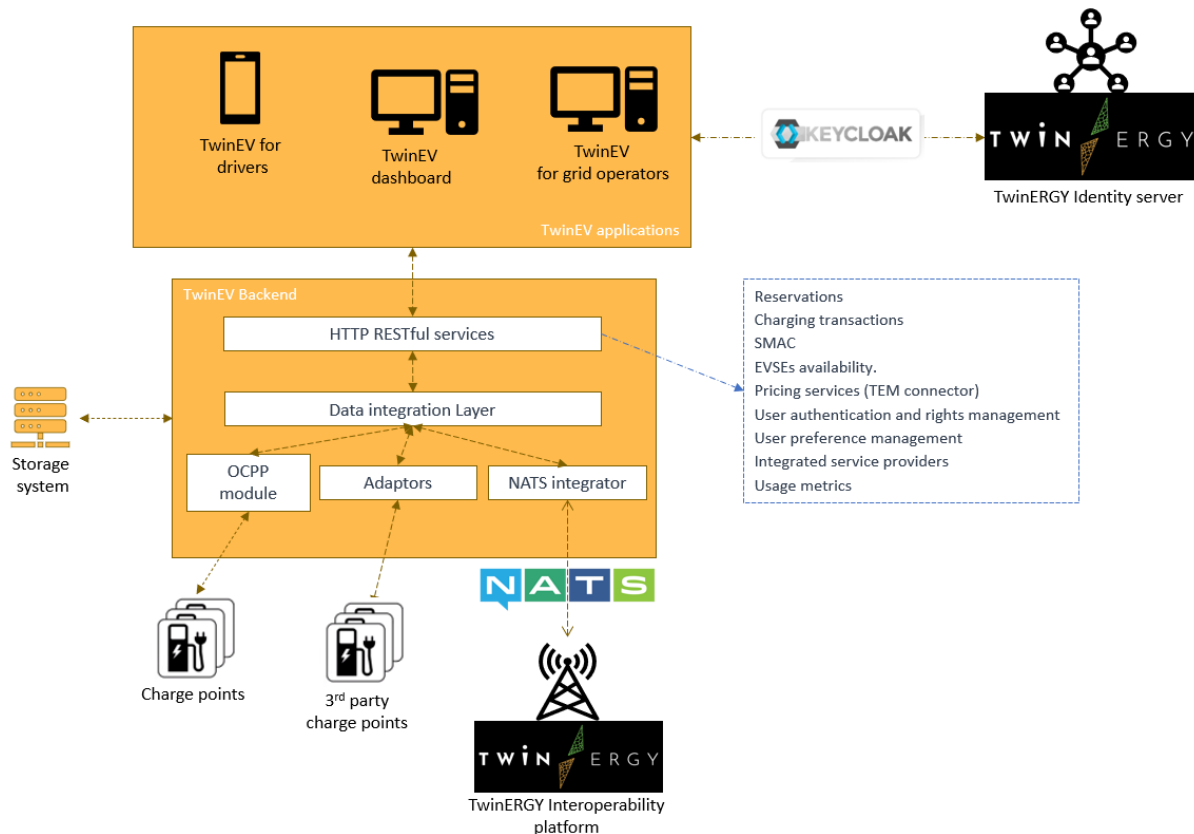 TwinEV for
drivers
TwinEV
dashboard
TwinEV
for grid operators
TwinEV applications
KEYCLOAK
TWIN ERGY
TwinERGY Identity server
TwinEV Backend
HTTP RESTful services
Data integration Layer
OCPP
module
Adaptors
NATS integrator
Storage
system
Reservations
Charging transactions
SMAC
EVSEs availability.
Pricing services (TEM connector)
User authentication and rights management
User preference management
Integrated service providers
Usage metrics
NATS
Charge points
3rd party
charge points
TWIN ERGY
TwinERGY Interoperability
platform